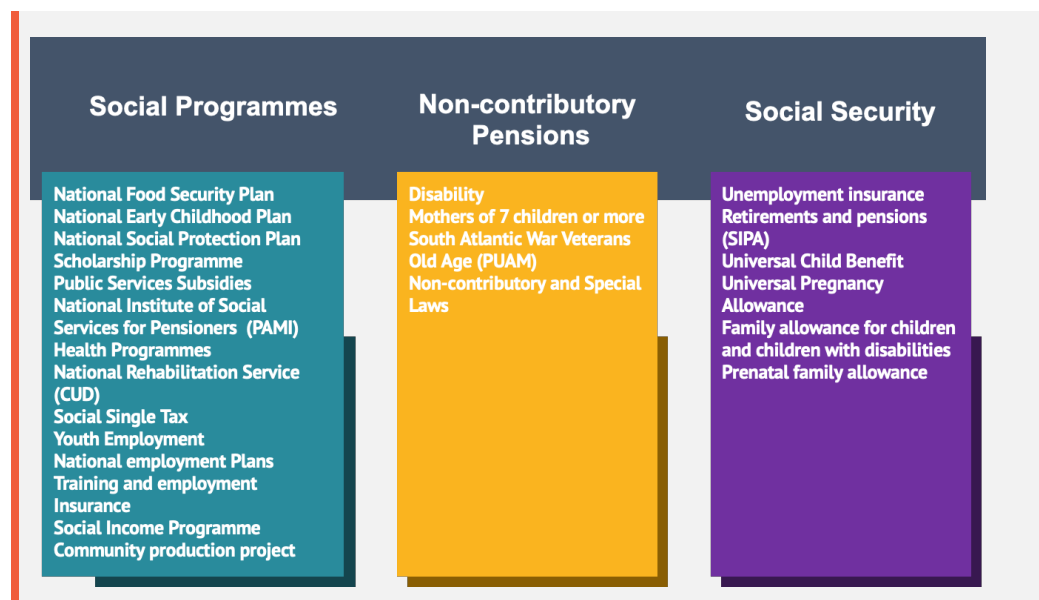 Social Programmes
Non-contributory
Pensions
Social Security
National Food Security Plan
National Early Childhood Plan
National Social Protection Plan
Scholarship Programme
Public Services Subsidies
National Institute of Social
Services for Pensioners  (PAMI)
Health Programmes
National Rehabilitation Service
(CUD)
Social Single Tax
Youth Employment
National employment Plans
Training and employment
Insurance
Social Income Programme
Community production project
Disability
Mothers of 7 children or more
South Atlantic War Veterans
Old Age (PUAM)
Non-contributory and Special
Laws
Unemployment insurance
Retirements and pensions
(SIPA)
Universal Child Benefit
Universal Pregnancy
Allowance
Family allowance for children
and children with disabilities
Prenatal family allowance